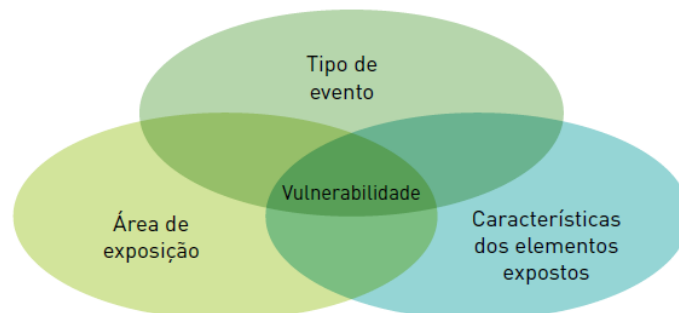 Tipo de
evento
Vulnerabilidade
Área de
exposição
Características
dos elementos
expostos